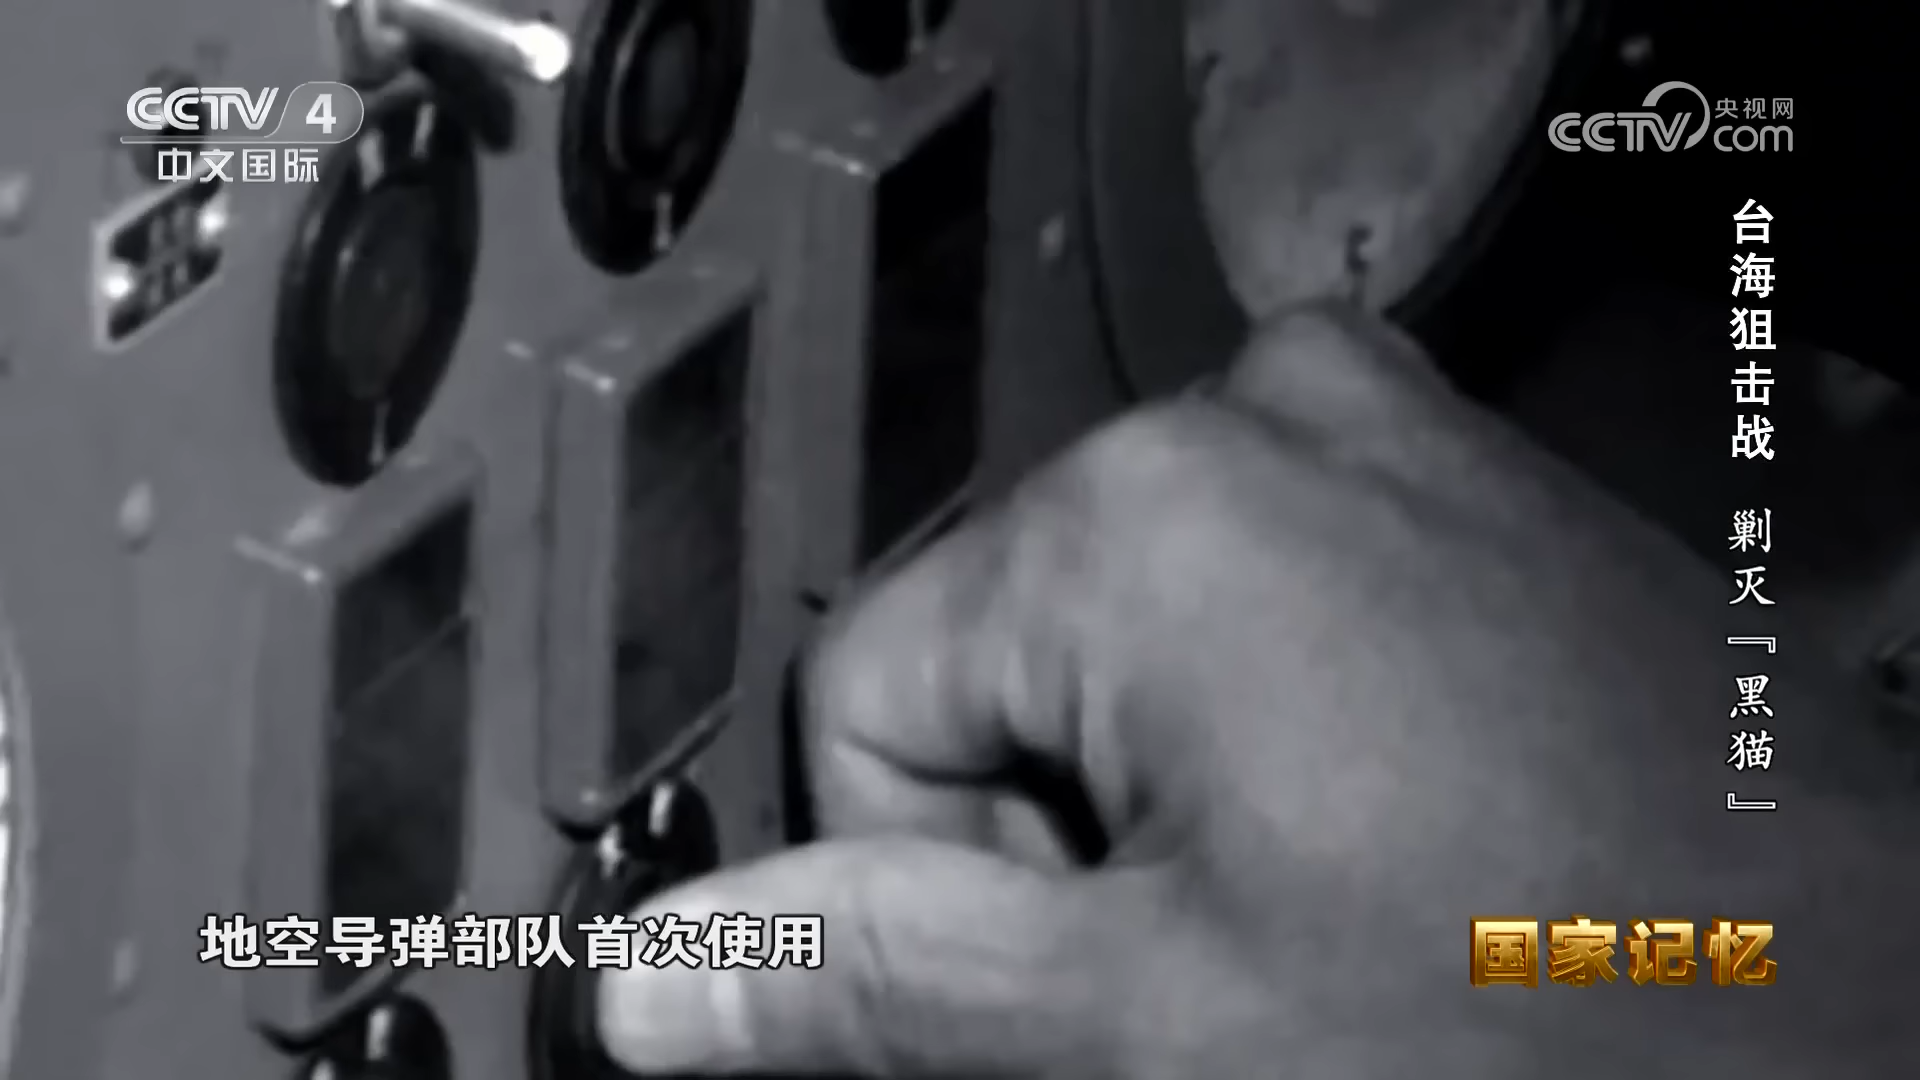 CCTV 4
中文国际
央视网
CCTV.com
台海狙击战 剿灭『黑猫』
地空导弹部队首次使用
国家记忆